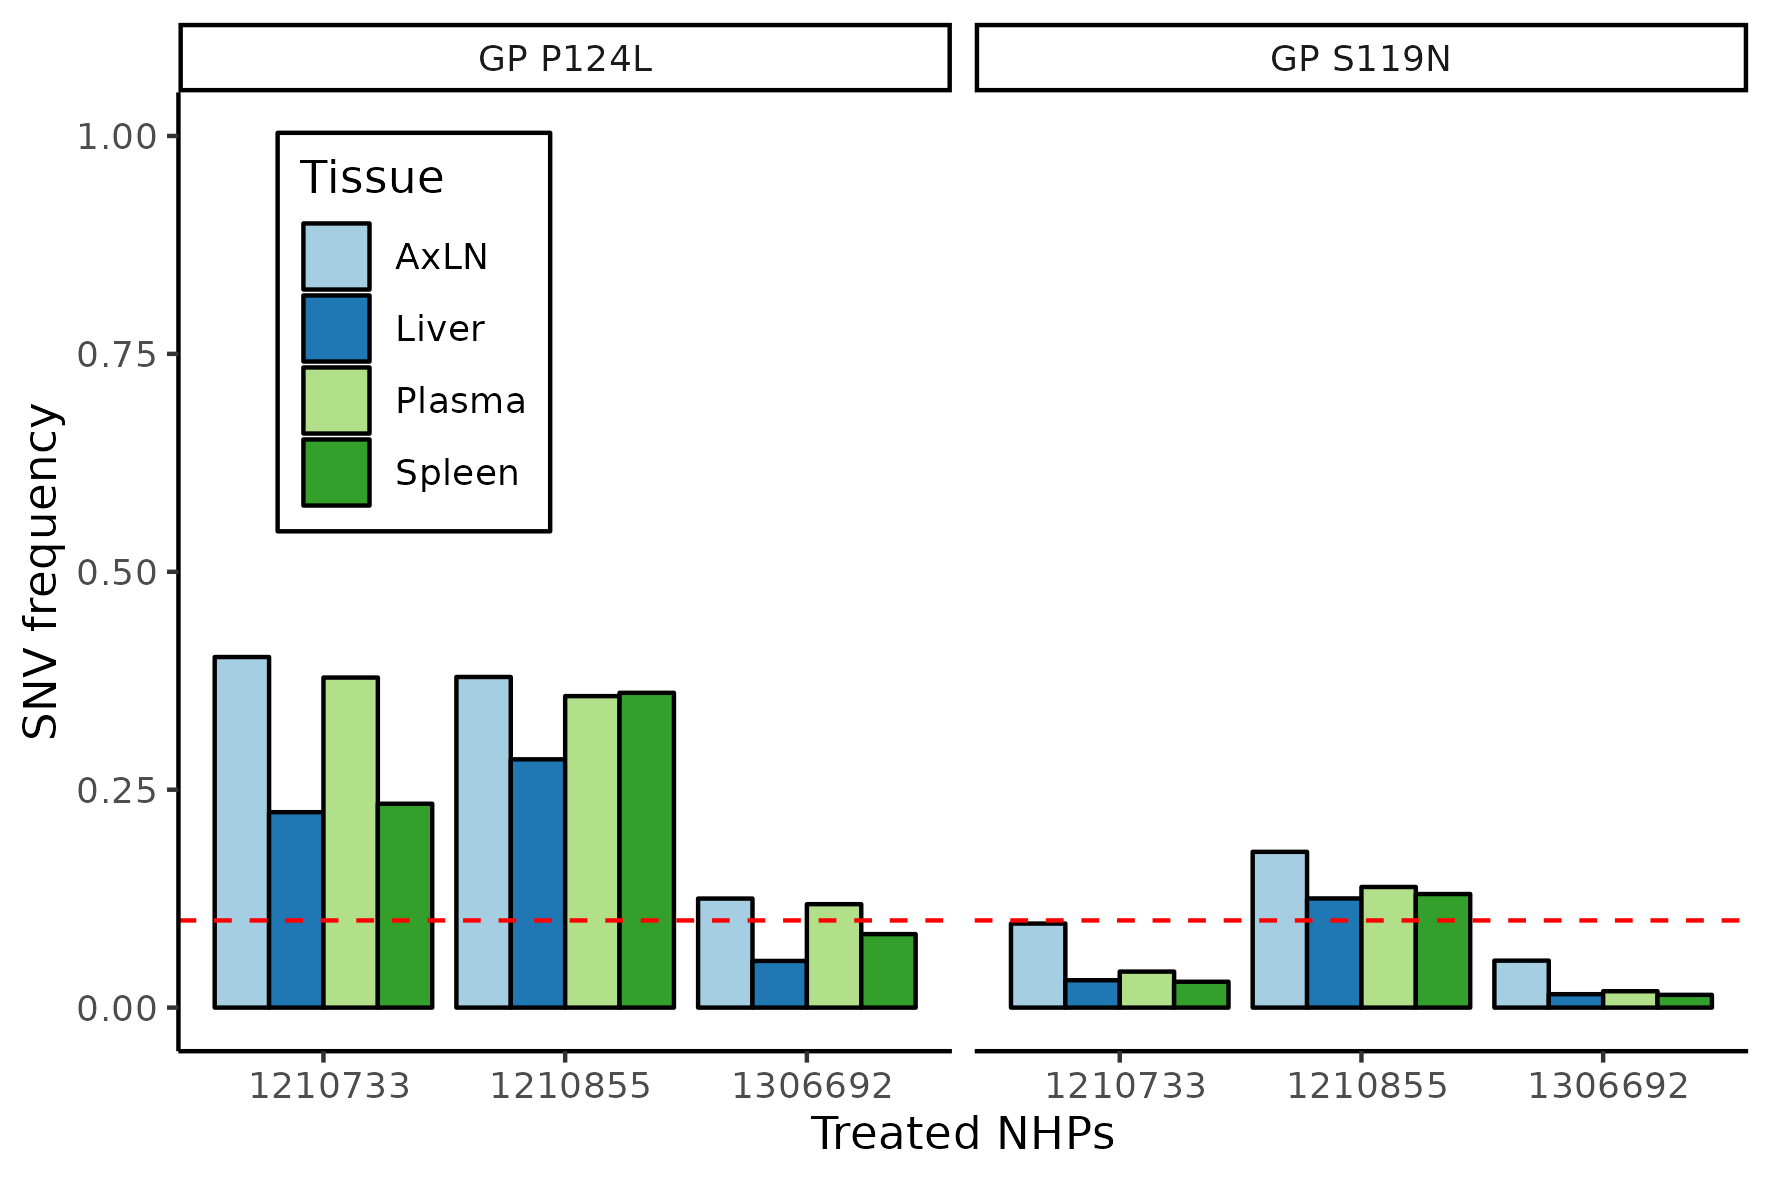 GP P124L
GP S119N
1.00
0.75
0.50
0.25
0.00
SNV frequency
Tissue
AxLN
Liver
Plasma
Spleen
1210733
1210855
1306692
1210733
1210855
1306692
Treated NHPs